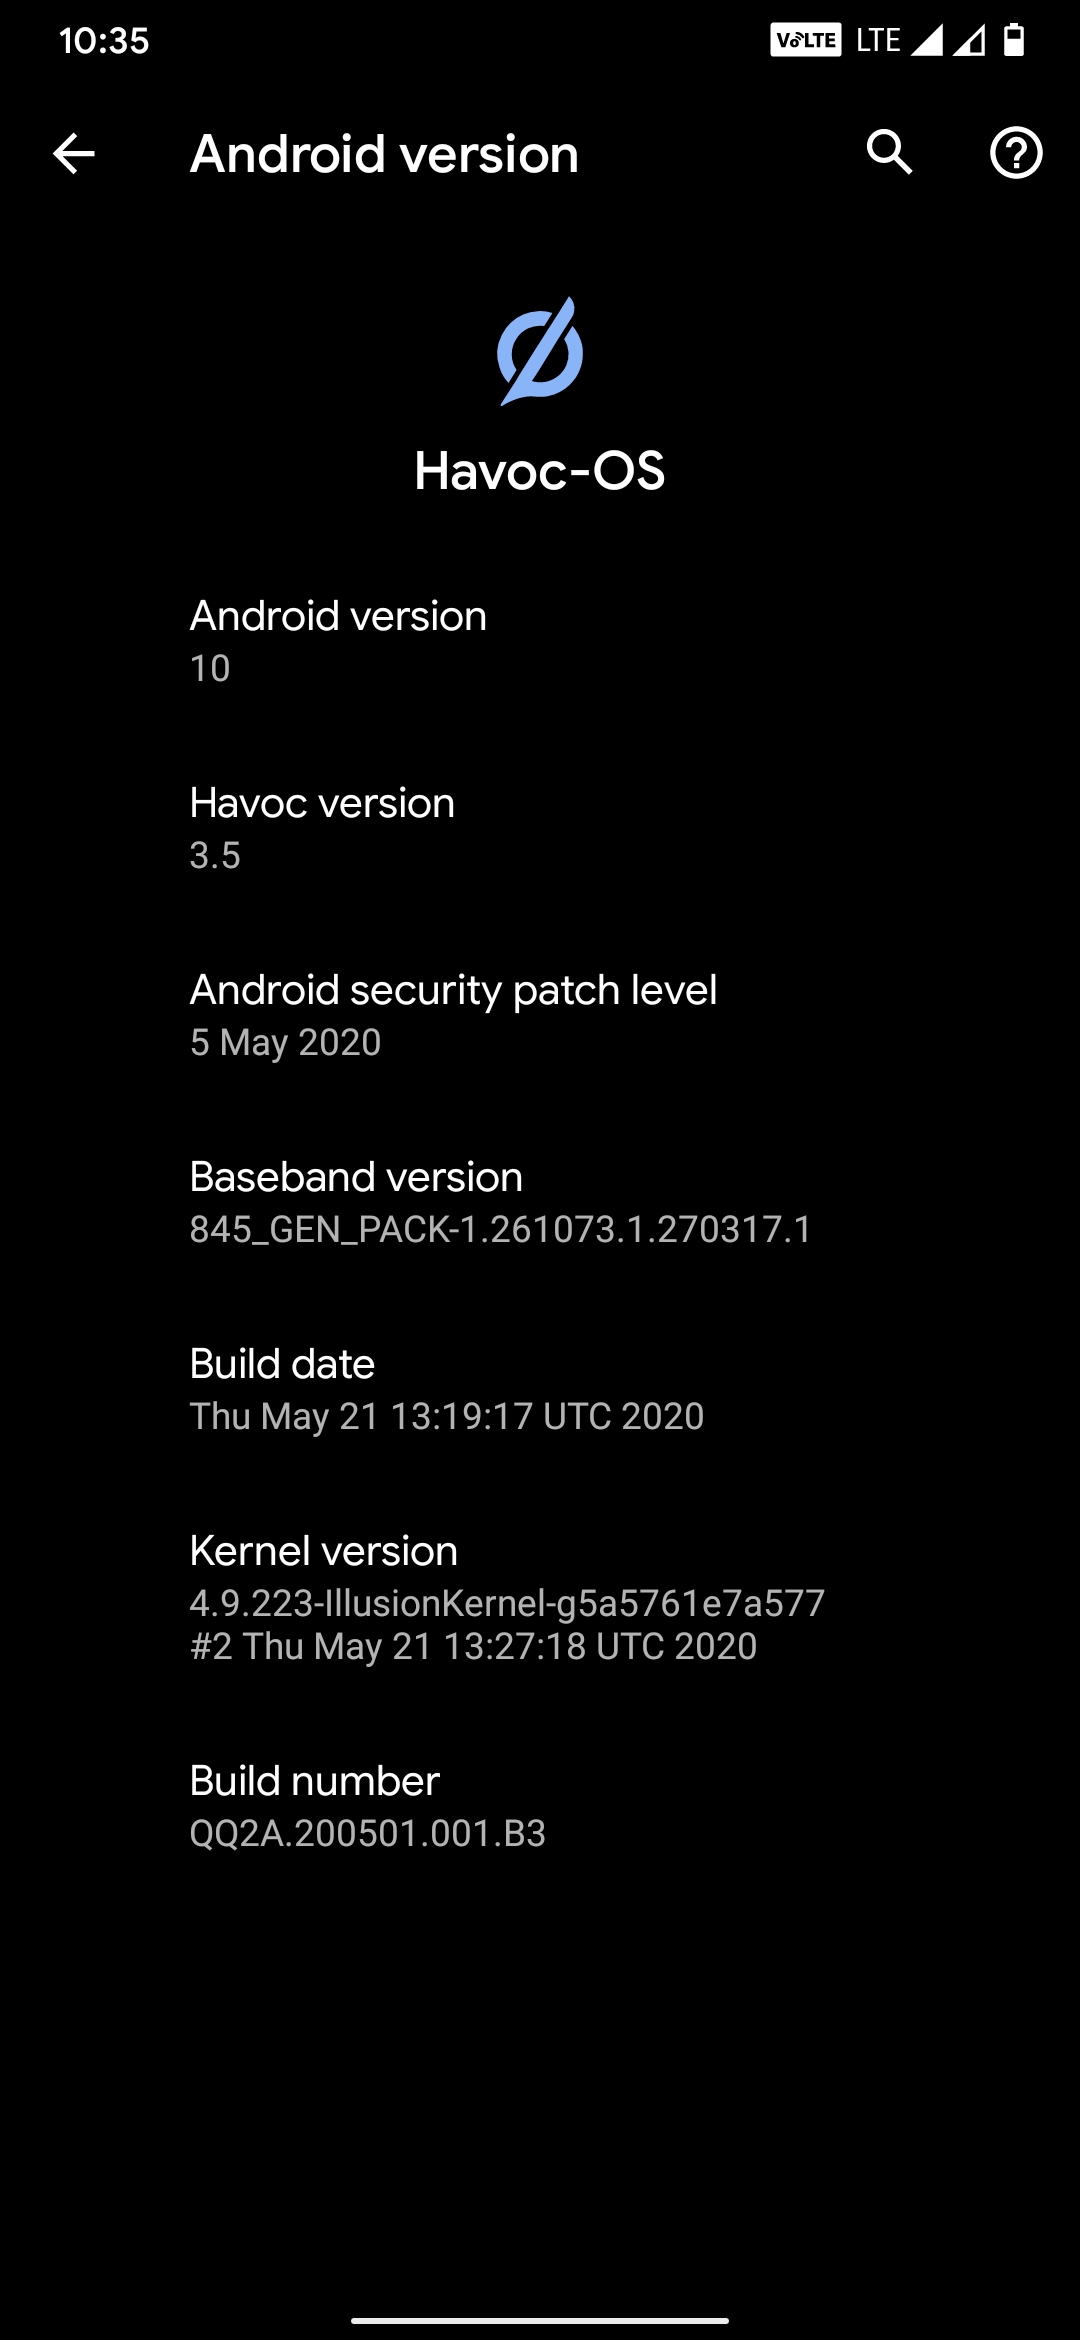 10:35 VoLTE LTE
Android version
Havoc-OS
Android version
10
Havoc version
3.5
Android security patch level
5 May 2020
Baseband version
845_GEN_PACK-1.261073.1.270317.1
Build date
Thu May 21 13:19:17 UTC 2020
Kernel version
4.9.223-IllusionKernel-g5a5761e7a577
#2 Thu May 21 13:27:18 UTC 2020
Build number
QQ2A.200501.001.B3